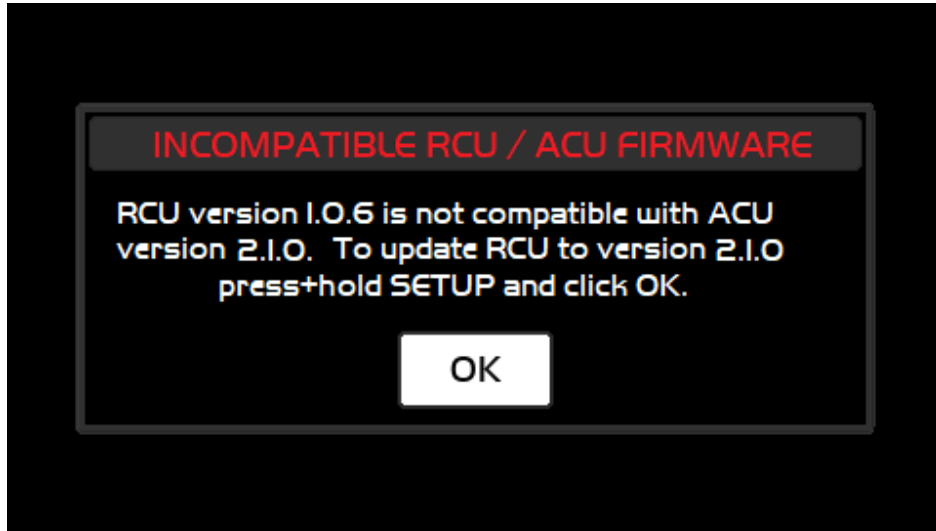 INCOMPATIBLE RCU / ACU FIRMWARE
RCU version 1.0.6 is not compatible with ACU
version 2.1.0. To update RCU to version 2.1.0
press+hold SETUP and click OK.
OK